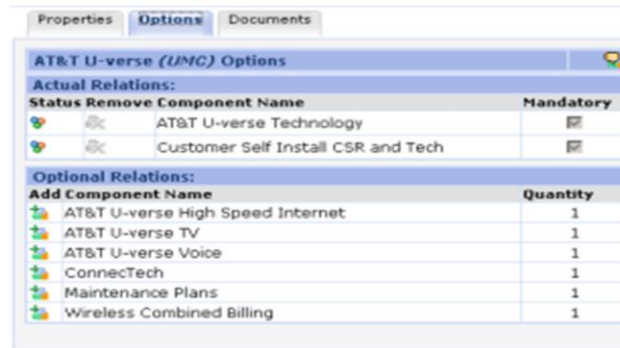 Properties Options Documents
AT&T U-verse (UMC) Options
Actual Relations:
Status Remove Component Name Mandatory
AT&T U-verse Technology
Customer Self Install CSR and Tech
Optional Relations:
Add Component Name Quantity
AT&T U-verse High Speed Internet 1
AT&T U-verse TV 1
AT&T U-verse Voice 1
ConnecTech 1
Maintenance Plans 1
Wireless Combined Billing 1